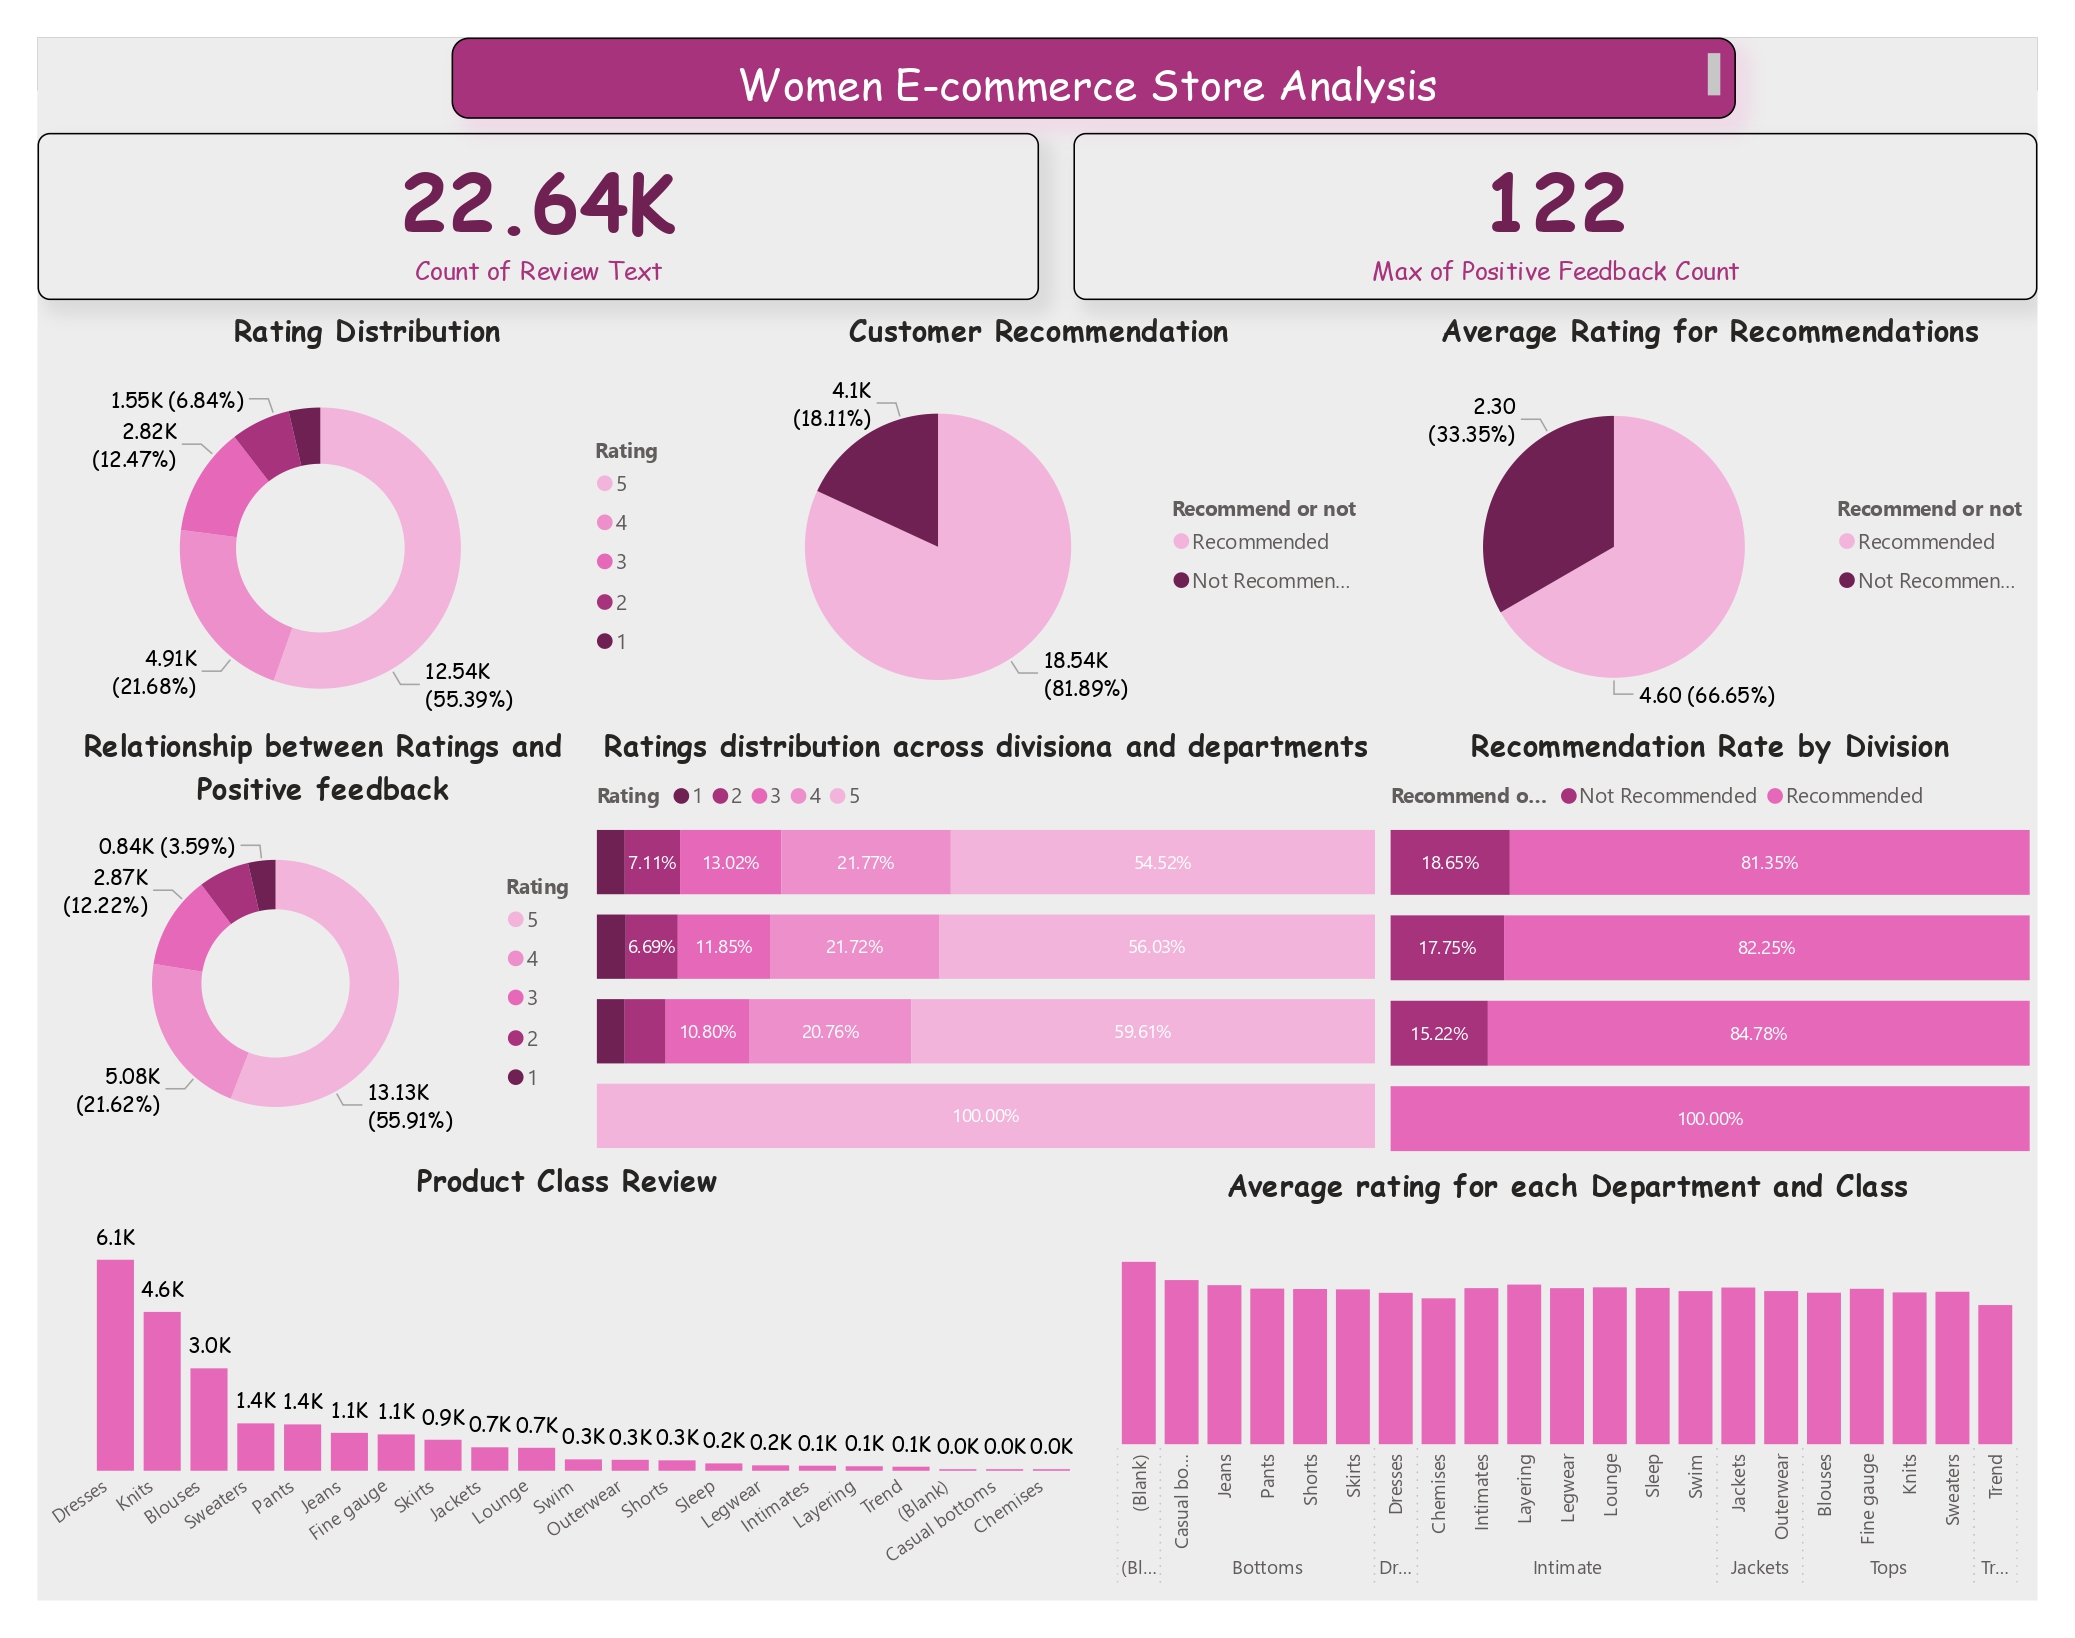 Women E-commerce Store Analysis
22.64K
Count of Review Text
122
Max of Positive Feedback Count
Rating Distribution
1.55K (6.84%)
2.82K
(12.47%)
4.91K
(21.68%)
12.54K
(55.39%)
Rating
5
4
3
2
1
Customer Recommendation
4.1K
(18.11%)
18.54K
(81.89%)
Recommend or not
Recommended
Not Recommen...
Average Rating for Recommendations
2.30
(33.35%)
4.60 (66.65%)
Recommend or not
Recommended
Not Recommen...
Relationship between Ratings and
Positive feedback
0.84K (3.59%)
2.87K
(12.22%)
5.08K
(21.62%)
13.13K
(55.91%)
Rating
5
4
3
2
1
Ratings distribution across divisiona and departments
Rating 1 2 3 4 5
7.11% 13.02% 21.77% 54.52%
6.69% 11.85% 21.72% 56.03%
10.80% 20.76% 59.61%
100.00%
Recommendation Rate by Division
Recommend o... Not Recommended Recommended
18.65% 81.35%
17.75% 82.25%
15.22% 84.78%
100.00%
Product Class Review
6.1K 4.6K 3.0K 1.4K 1.4K 1.1K 1.1K 0.9K 0.7K 0.7K 0.3K 0.3K 0.3K 0.2K 0.2K 0.1K 0.1K 0.1K 0.0K 0.0K 0.0K
Dresses Knits Blouses Sweaters Pants Jeans Fine gauge Skirts Jackets Lounge Swim Outerwear Shorts Sleep Legwear Intimates Layering Trend (Blank) Casual bottoms Chemises
Average rating for each Department and Class
(Blank) Casual bo... Jeans Pants Shorts Skirts Dresses Chemises Intimates Layering Legwear Lounge Sleep Swim Jackets Outerwear Blouses Fine gauge Knits Sweaters Trend
(Bl... Bottoms Dr... Intimate Jackets Tops Tr...